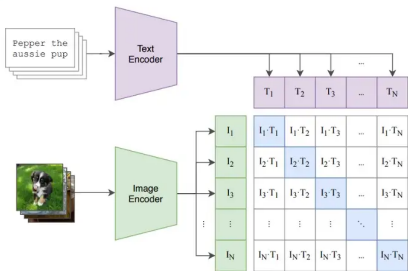 Pepper the
aussie pup
Text
Encoder
...
T1 T2 T3 ... TN
I1 I1·T1 I1·T2 I1·T3 ... I1·TN
I2 I2·T1 I2·T2 I2·T3 ... I2·TN
I3 I3·T1 I3·T2 I3·T3 ... I3·TN
⋮ ⋮ ⋮ ⋮ ⋱ ⋮
IN IN·T1 IN·T2 IN·T3 ... IN·TN
Image
Encoder